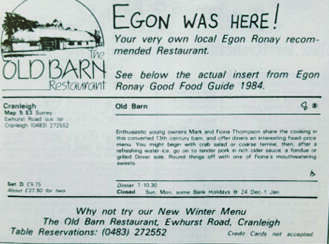 EGON WAS HERE!
Your very own local Egon Ronay recom-
mended Restaurant.
The
OLD BARN
Restaurant
See below the actual insert from Egon
Ronay Good Food Guide 1984.
Cranleigh
Map 5 E3 Surrey
Ewhurst Road
Cranleigh (0483) 272552
Old Barn
Enthusiastic young owners Mark and Fiona Thompson share the cooking in
this converted 13th century barn, and offer diners an interesting fixed-price
menu. You might begin with crab salad or coarse terrine, then, after a
refreshing water-ice, go on to tender pork in rich cider sauce, a fondue or
grilled Dover sole. Round things off with one of Fiona's mouthwatering
sweets.
Set D £9.75
About £27.80 for two
Dinner 7-10.30
Closed Sun, Mon, some Bank Holidays & 24 Dec-1 Jan
Why not try our New Winter Menu
The Old Barn Restaurant, Ewhurst Road, Cranleigh
Table Reservations: (0483) 272552
Credit Cards not accepted